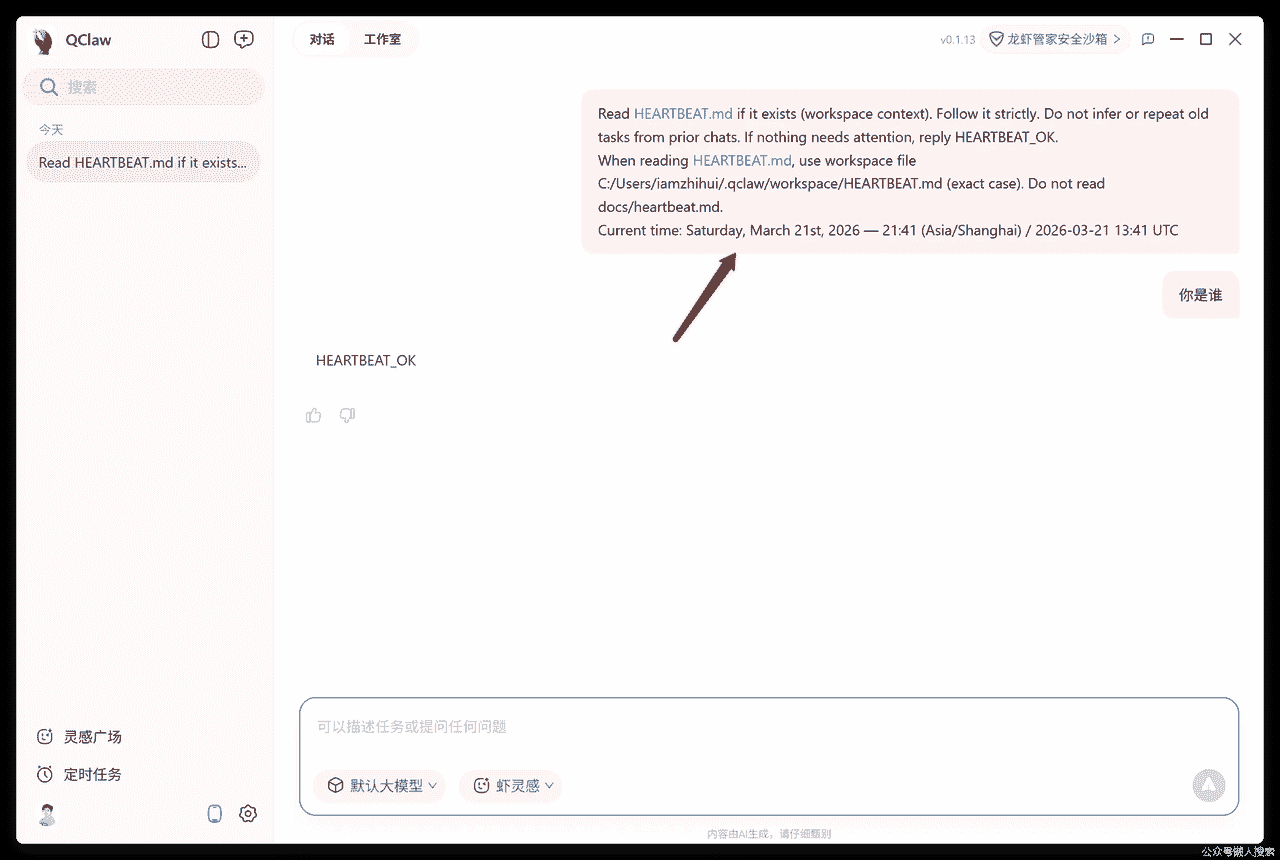 QClaw
搜索
今天
Read HEARTBEAT.md if it exists...
灵感广场
定时任务
对话
工作室
v0.1.13
龙虾管家安全沙箱
Read HEARTBEAT.md if it exists (workspace context). Follow it strictly. Do not infer or repeat old
tasks from prior chats. If nothing needs attention, reply HEARTBEAT_OK.
When reading HEARTBEAT.md, use workspace file
C:/Users/iamzhihui/.qclaw/workspace/HEARTBEAT.md (exact case). Do not read
docs/heartbeat.md.
Current time: Saturday, March 21st, 2026 — 21:41 (Asia/Shanghai) / 2026-03-21 13:41 UTC
你是谁
HEARTBEAT_OK
可以描述任务或提问任何问题
默认大模型
虾灵感
内容由AI生成，请仔细甄别
公众号懒人搜索